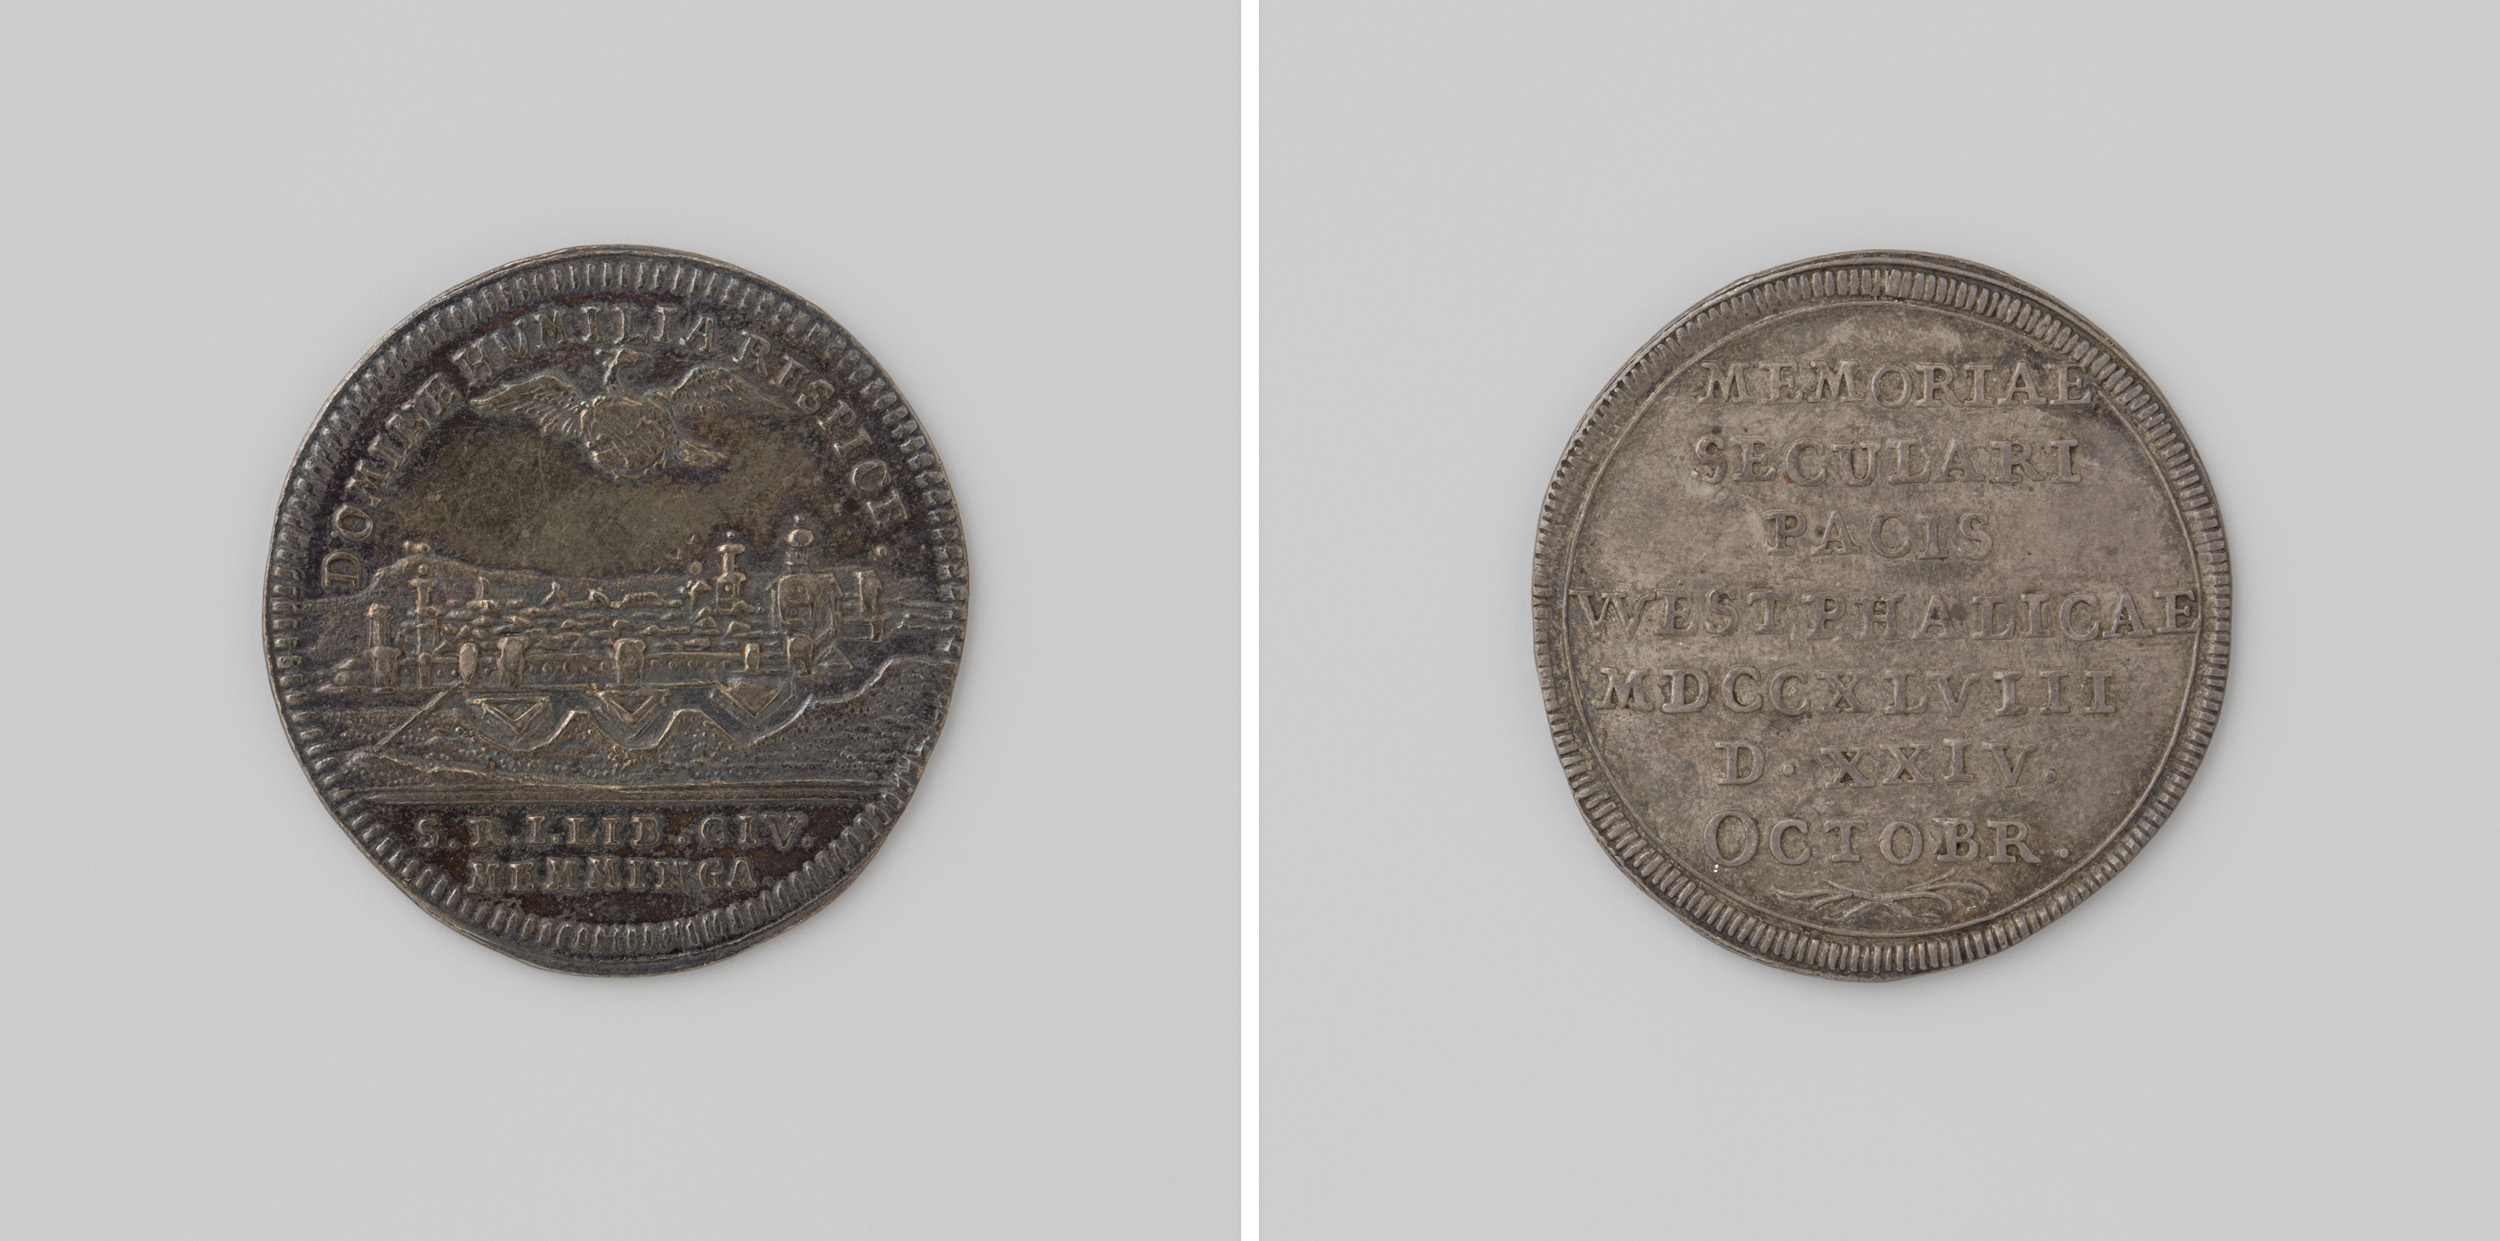 DOMINE HUMILIA RESPICE.
S. R. I. LIB. CIV.
MEMMINGA
MEMORIAE
SECULARI
PACIS
WESTPHALICAE
MDCCXLVIII
D. XXIV.
OCTOBR.